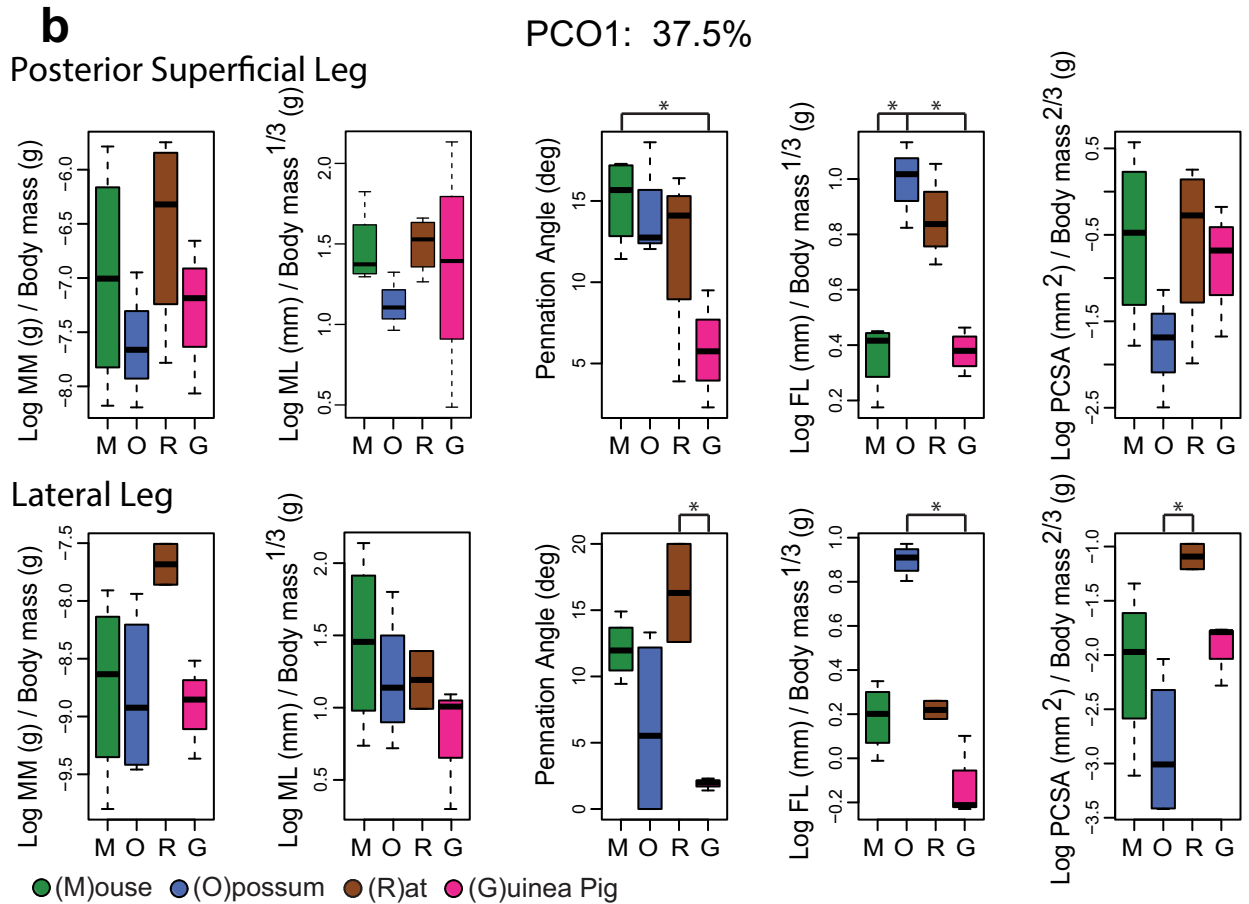 b
PCO1: 37.5%
Posterior Superficial Leg
Log MM (g) / Body mass (g)
−6.0
−6.5
−7.0
−7.5
−8.0
M O R G
Log ML (mm) / Body mass 1/3 (g)
2.0
1.5
1.0
0.5
M O R G
Pennation Angle (deg)
*
15
10
5
M O R G
Log FL (mm) / Body mass 1/3 (g)
* *
1.0
0.8
0.6
0.4
0.2
M O R G
Log PCSA (mm 2) / Body mass 2/3 (g)
0.5
−0.5
−1.5
−2.5
M O R G
Lateral Leg
Log MM (g) / Body mass (g)
−7.5
−8.0
−8.5
−9.0
−9.5
M O R G
Log ML (mm) / Body mass 1/3 (g)
2.0
1.5
1.0
0.5
M O R G
Pennation Angle (deg)
*
20
15
10
5
0
M O R G
Log FL (mm) / Body mass 1/3 (g)
*
1.0
0.8
0.6
0.4
0.2
0.0
−0.2
M O R G
Log PCSA (mm 2) / Body mass 2/3 (g)
*
−1.0
−1.5
−2.0
−2.5
−3.0
−3.5
M O R G
(M)ouse (O)possum (R)at (G)uinea Pig